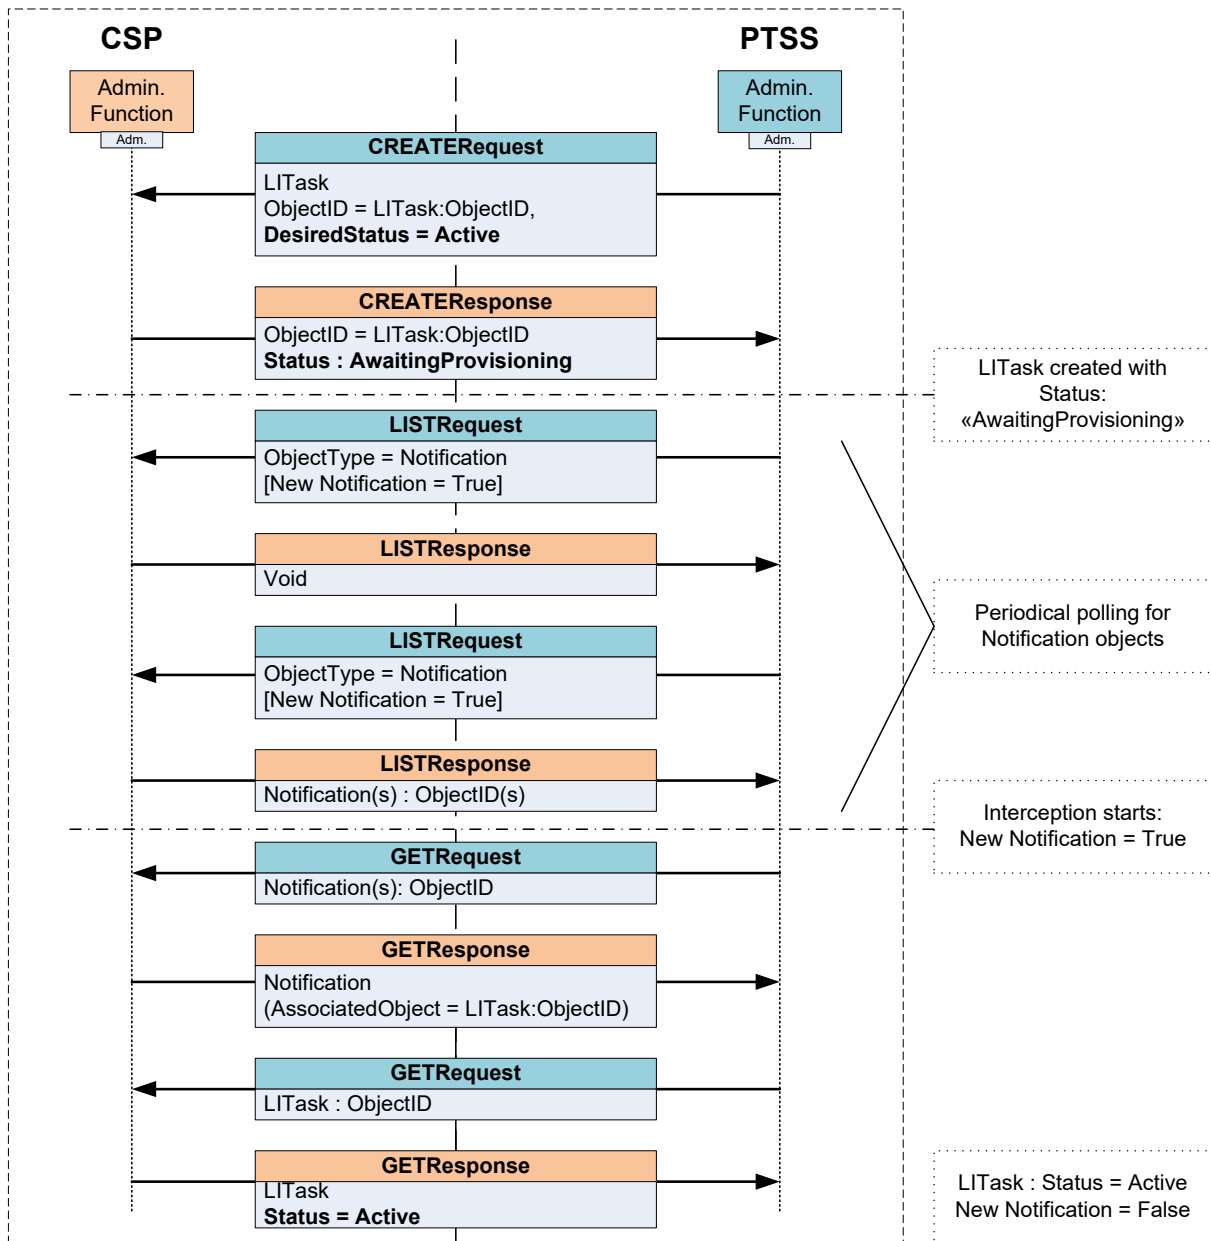 CSP
PTSS
Admin.
Function
Adm.
Admin.
Function
Adm.
CREATERequest
LITask
ObjectID = LITask:ObjectID,
DesiredStatus = Active
CREATEResponse
ObjectID = LITask:ObjectID
Status : AwaitingProvisioning
LITask created with
Status:
«AwaitingProvisioning»
LISTRequest
ObjectType = Notification
[New Notification = True]
LISTResponse
Void
Periodical polling for
Notification objects
LISTRequest
ObjectType = Notification
[New Notification = True]
LISTResponse
Notification(s) : ObjectID(s)
Interception starts:
New Notification = True
GETRequest
Notification(s): ObjectID
GETResponse
Notification
(AssociatedObject = LITask:ObjectID)
GETRequest
LITask : ObjectID
GETResponse
LITask
Status = Active
LITask : Status = Active
New Notification = False